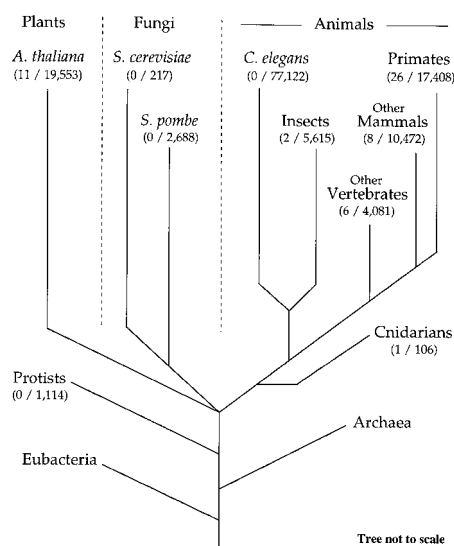 Plants
Fungi
Animals
A. thaliana
(11 / 19,553)
S. cerevisiae
(0 / 217)
C. elegans
(0 / 77,122)
Primates
(26 / 17,408)
S. pombe
(0 / 2,688)
Insects
(2 / 5,615)
Other
Mammals
(8 / 10,472)
Other
Vertebrates
(6 / 4,081)
Cnidarians
(1 / 106)
Protists
(0 / 1,114)
Archaea
Eubacteria
Tree not to scale